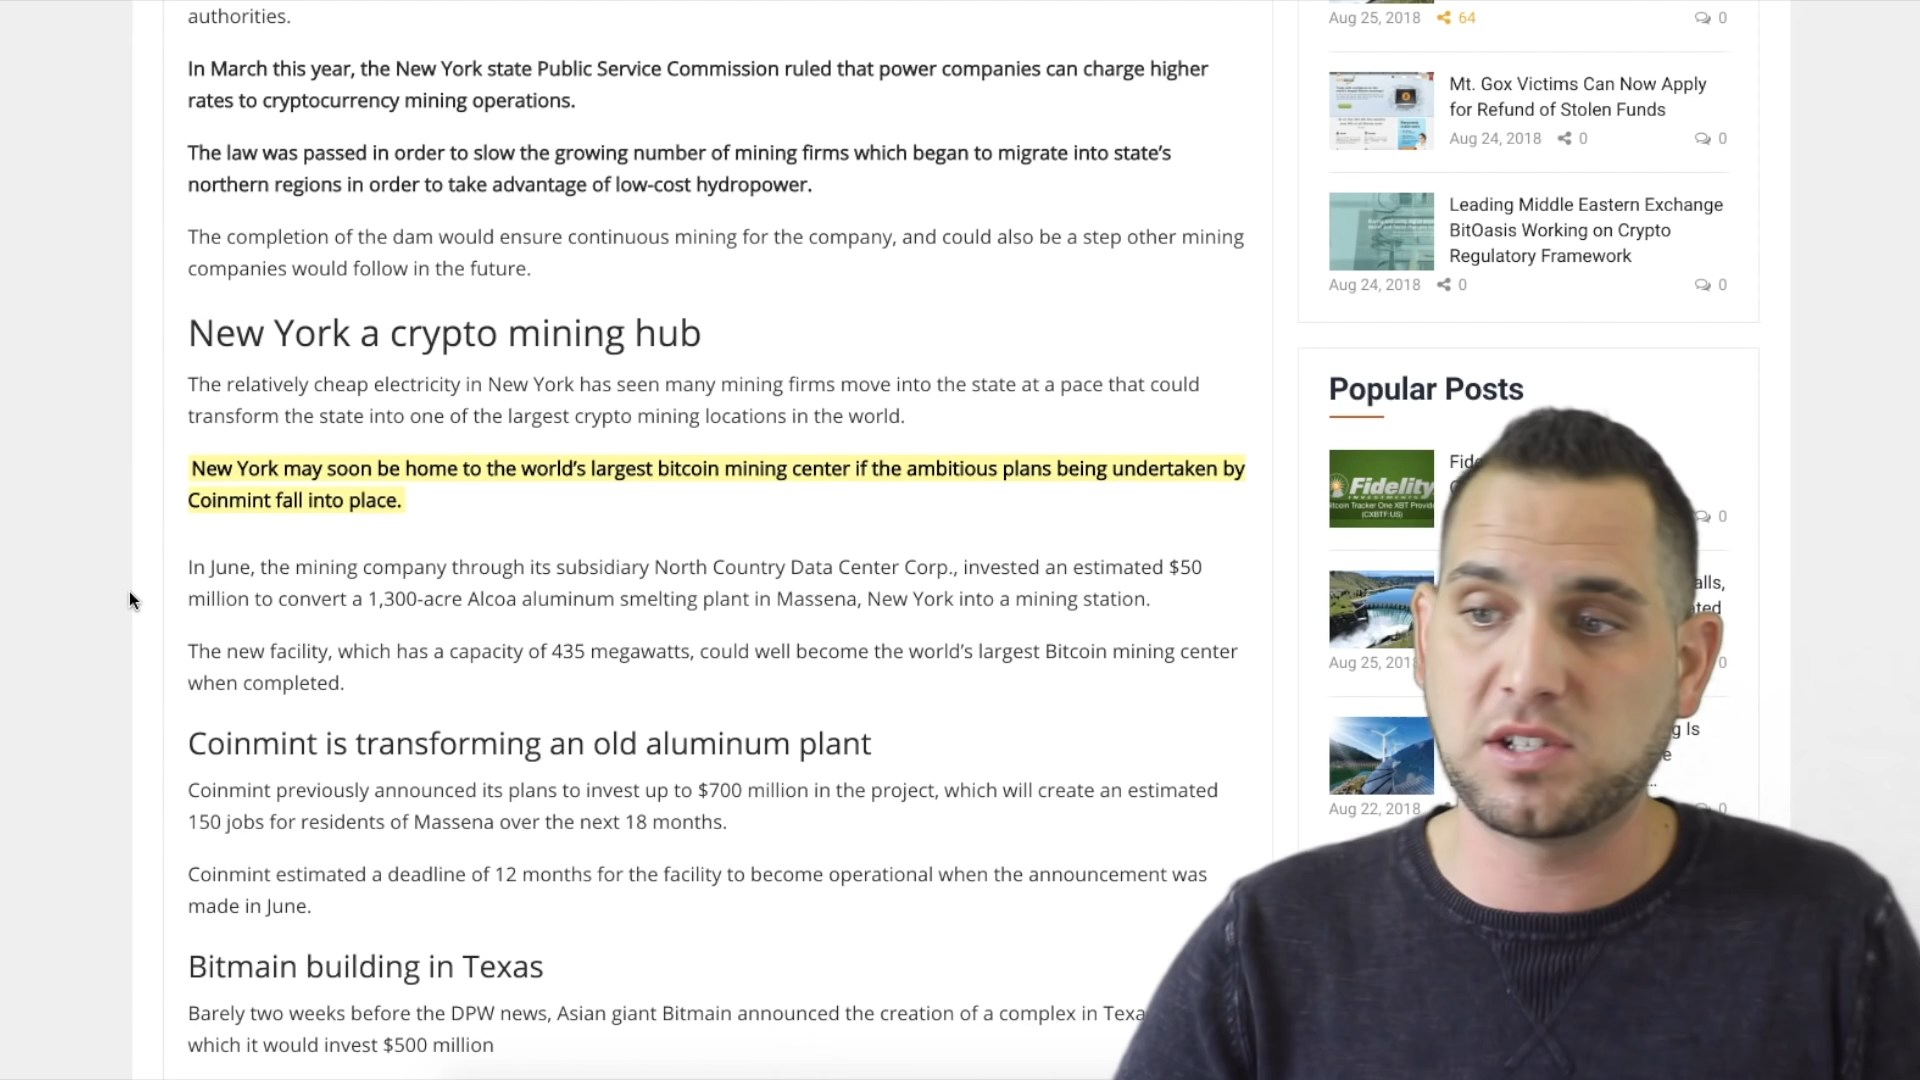 authorities.
In March this year, the New York state Public Service Commission ruled that power companies can charge higher
rates to cryptocurrency mining operations.
The law was passed in order to slow the growing number of mining firms which began to migrate into state’s
northern regions in order to take advantage of low-cost hydropower.
The completion of the dam would ensure continuous mining for the company, and could also be a step other mining
companies would follow in the future.
New York a crypto mining hub
The relatively cheap electricity in New York has seen many mining firms move into the state at a pace that could
transform the state into one of the largest crypto mining locations in the world.
New York may soon be home to the world’s largest bitcoin mining center if the ambitious plans being undertaken by
Coinmint fall into place.
In June, the mining company through its subsidiary North Country Data Center Corp., invested an estimated $50
million to convert a 1,300-acre Alcoa aluminum smelting plant in Massena, New York into a mining station.
The new facility, which has a capacity of 435 megawatts, could well become the world’s largest Bitcoin mining center
when completed.
Coinmint is transforming an old aluminum plant
Coinmint previously announced its plans to invest up to $700 million in the project, which will create an estimated
150 jobs for residents of Massena over the next 18 months.
Coinmint estimated a deadline of 12 months for the facility to become operational when the announcement was
made in June.
Bitmain building in Texas
Barely two weeks before the DPW news, Asian giant Bitmain announced the creation of a complex in Texa
which it would invest $500 million
Aug 25, 2018 64 0
Mt. Gox Victims Can Now Apply
for Refund of Stolen Funds
Aug 24, 2018 0 0
Leading Middle Eastern Exchange
BitOasis Working on Crypto
Regulatory Framework
Aug 24, 2018 0 0
Popular Posts
Fidelity
INVESTMENTS
Bitcoin Tracker One XBT Provid
(CXBTF:US)
Fide
0
alls,
ated
Aug 25, 201 0
g Is
e
...
Aug 22, 2018 0